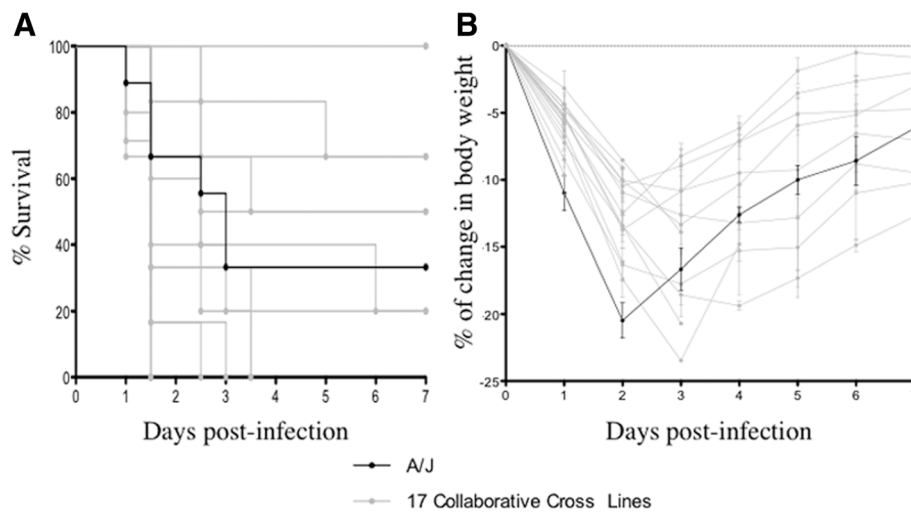 A
% Survival
100
80
60
40
20
0
0 1 2 3 4 5 6 7
Days post-infection
B
% of change in body weight
0
-5
-10
-15
-20
-25
0 1 2 3 4 5 6
Days post-infection
A/J
17 Collaborative Cross Lines